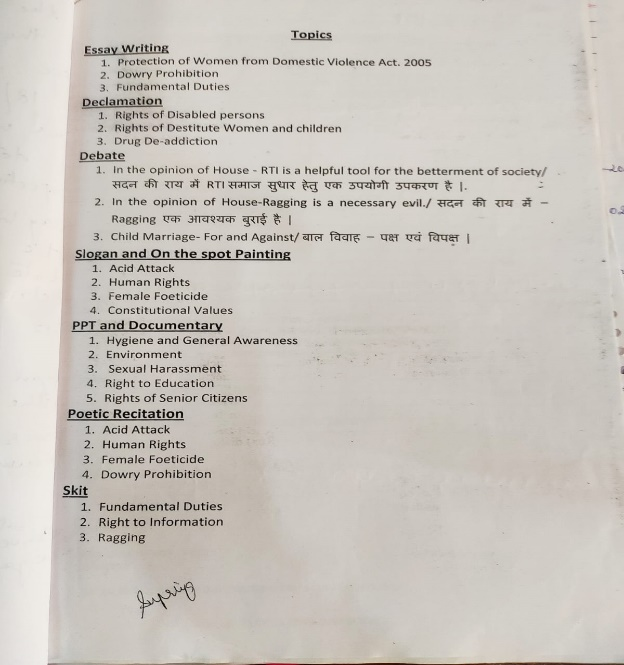 Topics
Essay Writing
1. Protection of Women from Domestic Violence Act. 2005
2. Dowry Prohibition
3. Fundamental Duties
Declamation
1. Rights of Disabled persons
2. Rights of Destitute Women and children
3. Drug De-addiction
Debate
1. In the opinion of House - RTI is a helpful tool for the betterment of society/
सदन की राय में RTI समाज सुधार हेतु एक उपयोगी उपकरण है |.
2. In the opinion of House-Ragging is a necessary evil./ सदन की राय में –
Ragging एक आवश्यक बुराई है |
3. Child Marriage- For and Against/ बाल विवाह – पक्ष एवं विपक्ष |
Slogan and On the spot Painting
1. Acid Attack
2. Human Rights
3. Female Foeticide
4. Constitutional Values
PPT and Documentary
1. Hygiene and General Awareness
2. Environment
3. Sexual Harassment
4. Right to Education
5. Rights of Senior Citizens
Poetic Recitation
1. Acid Attack
2. Human Rights
3. Female Foeticide
4. Dowry Prohibition
Skit
1. Fundamental Duties
2. Right to Information
3. Ragging